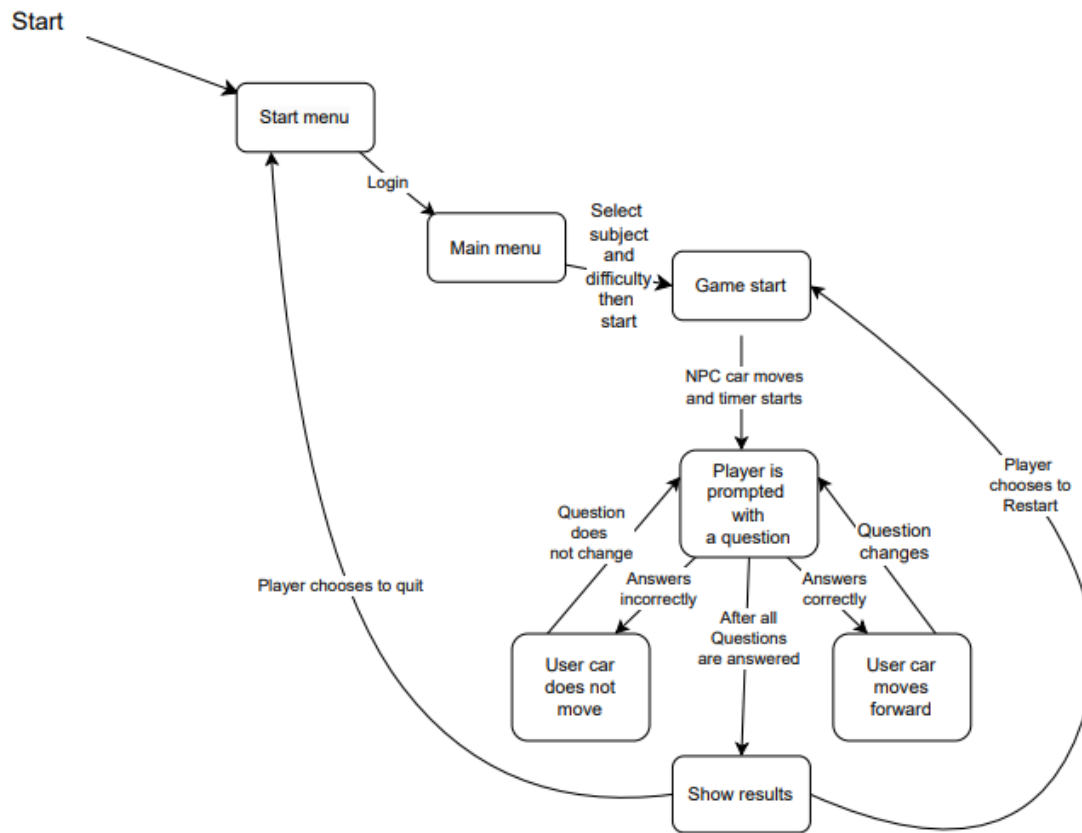 Start
Start menu
Login
Main menu
Select
subject
and
difficulty
then
start
Game start
NPC car moves
and timer starts
Player is
prompted
with
a question
Player
chooses to
Restart
Question
does
not change
Question
changes
Player chooses to quit
Answers
incorrectly
Answers
correctly
After all
Questions
are answered
User car
does not
move
User car
moves
forward
Show results